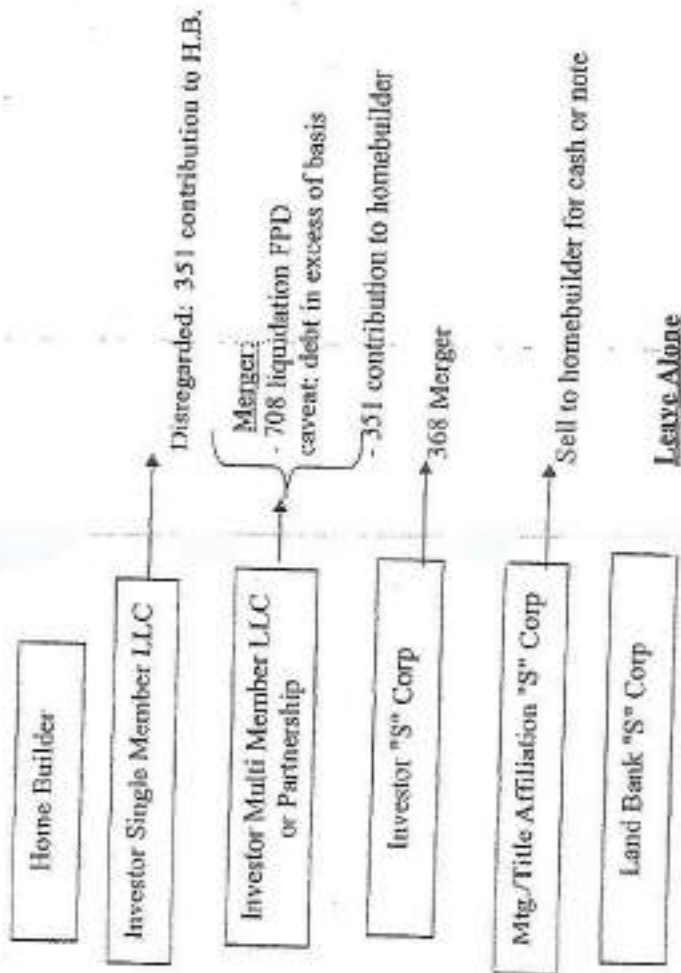 Home Builder
Investor Single Member LLC
Disregarded: 351 contribution to H.B.
Investor Multi Member LLC
or Partnership
Merger:
- 708 liquidation FPD
caveat: debt in excess of basis
- 351 contribution to homebuilder
Investor "S" Corp
368 Merger
Mtg./Title Affiliation "S" Corp
Sell to homebuilder for cash or note
Land Bank "S" Corp
Leave Alone